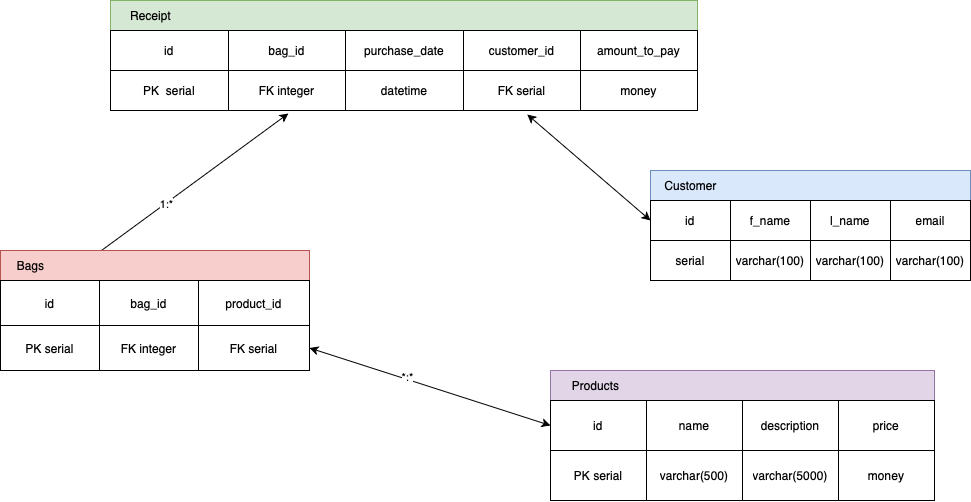 Receipt
id bag_id purchase_date customer_id amount_to_pay
PK serial FK integer datetime FK serial money
1:*
Customer
id f_name l_name email
serial varchar(100) varchar(100) varchar(100)
Bags
id bag_id product_id
PK serial FK integer FK serial
*:*
Products
id name description price
PK serial varchar(500) varchar(5000) money